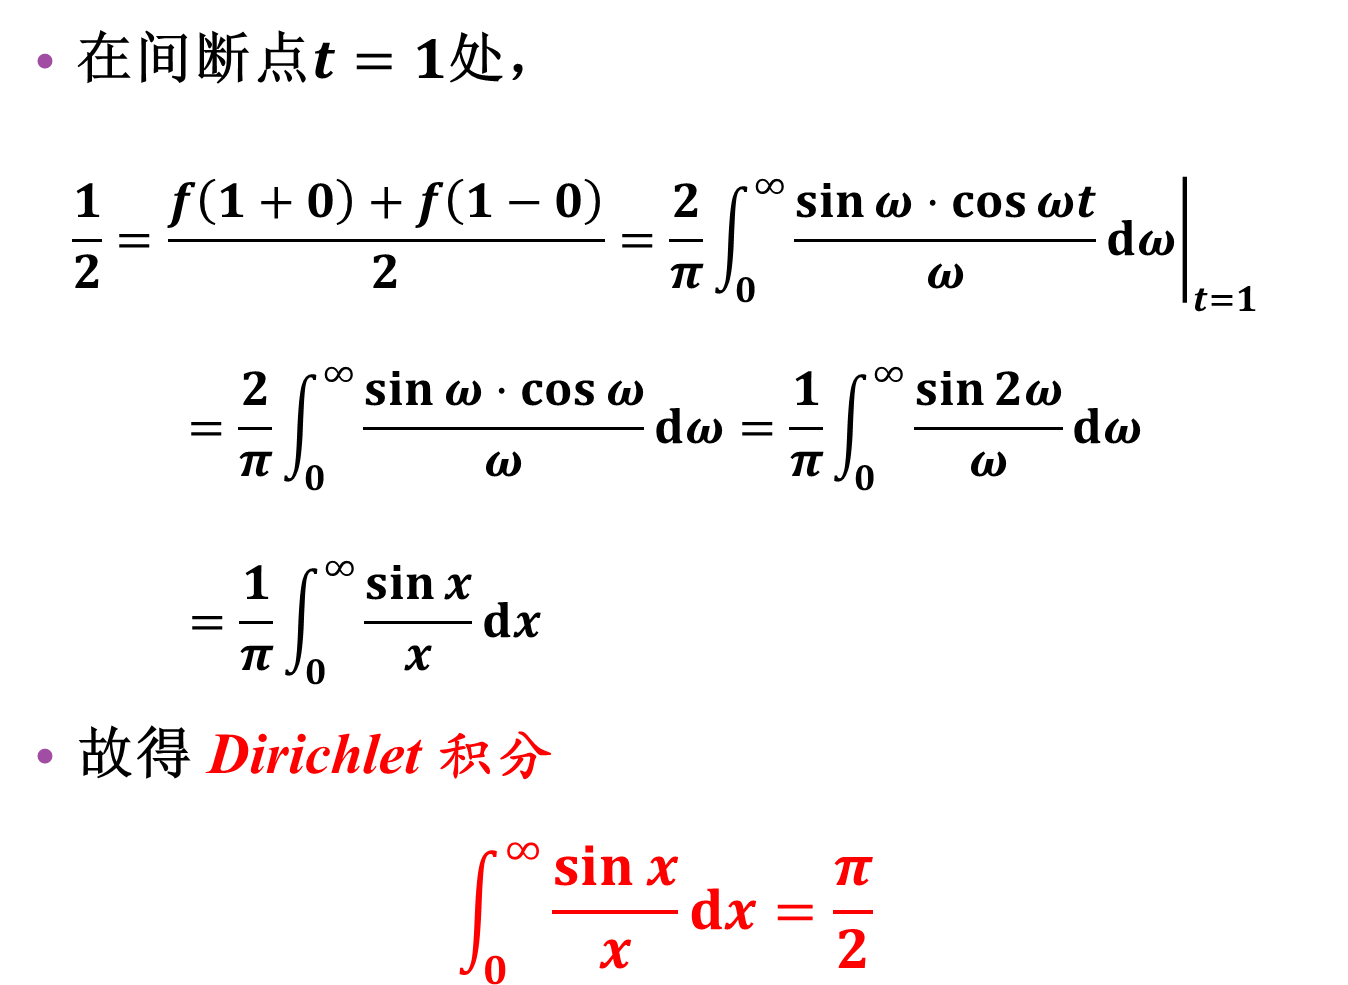 • 在间断点t = 1处，
1/2 = (f(1 + 0) + f(1 − 0))/2 = 2/π ∫₀^∞ (sin ω · cos ωt)/ω dω|ₜ₌₁
= 2/π ∫₀^∞ (sin ω · cos ω)/ω dω = 1/π ∫₀^∞ (sin 2ω)/ω dω
= 1/π ∫₀^∞ (sin x)/x dx
• 故得 Dirichlet 积分
∫₀^∞ (sin x)/x dx = π/2